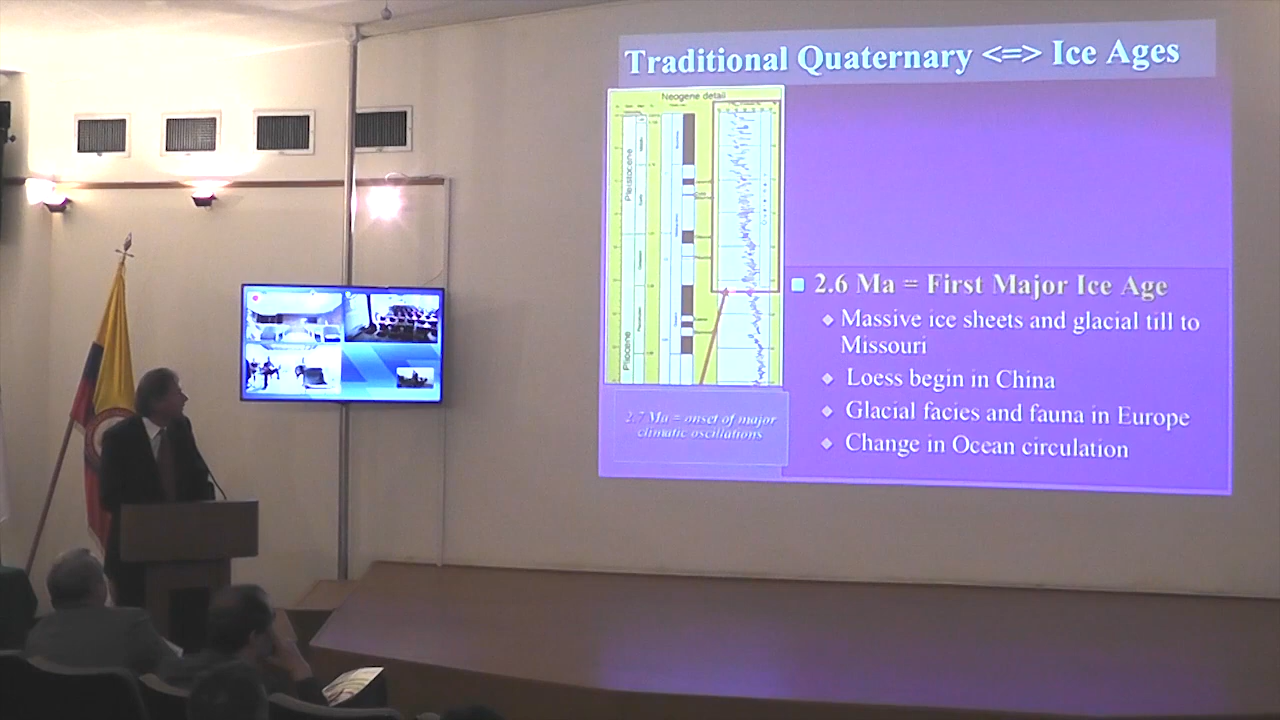 Traditional Quaternary <=> Ice Ages
Neogene detail
Pleistocene
Pliocene
2.7 Ma = onset of major
climatic oscillations
2.6 Ma = First Major Ice Age
Massive ice sheets and glacial till to
Missouri
Loess begin in China
Glacial facies and fauna in Europe
Change in Ocean circulation